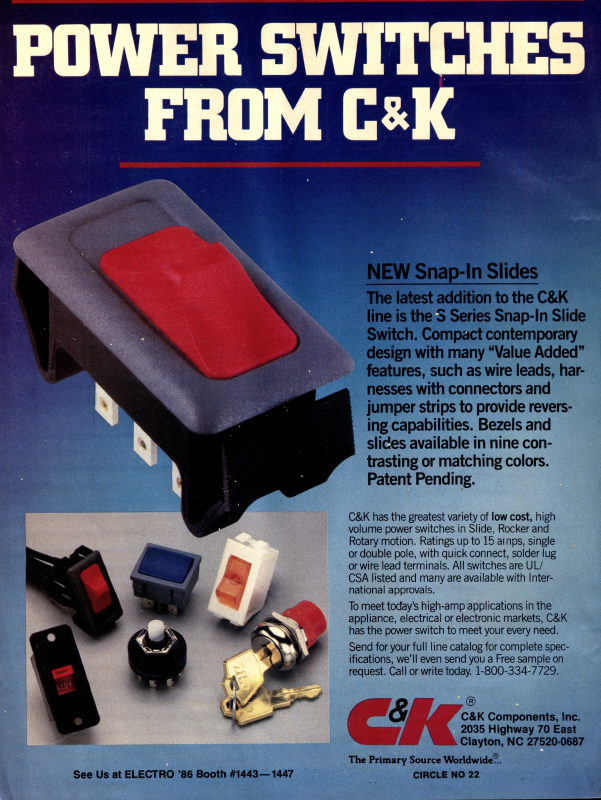 POWER SWITCHES
FROM C&K
NEW Snap-In Slides
The latest addition to the C&K
line is the S Series Snap-In Slide
Switch. Compact contemporary
design with many “Value Added”
features, such as wire leads, har-
nesses with connectors and
jumper strips to provide revers-
ing capabilities. Bezels and
slides available in nine con-
trasting or matching colors.
Patent Pending.
C&K has the greatest variety of low cost, high
volume power switches in Slide, Rocker and
Rotary motion. Ratings up to 15 amps, single
or double pole, with quick connect, solder lug
or wire lead terminals. All switches are UL/
CSA listed and many are available with Inter-
national approvals.
To meet today's high-amp applications in the
appliance, electrical or electronic markets, C&K
has the power switch to meet your every need.
Send for your full line catalog for complete spec-
ifications, we'll even send you a Free sample on
request. Call or write today. 1-800-334-7729.
C&K®
C&K Components, Inc.
2035 Highway 70 East
Clayton, NC 27520-0687
The Primary Source Worldwide®...
See Us at ELECTRO '86 Booth #1443—1447
CIRCLE NO 22